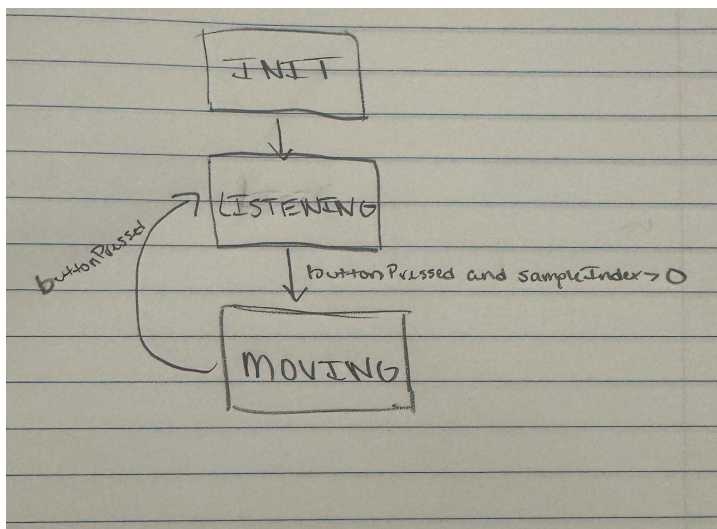 INIT
LISTENING
buttonPressed
buttonPressed and sampleIndex > 0
MOVING